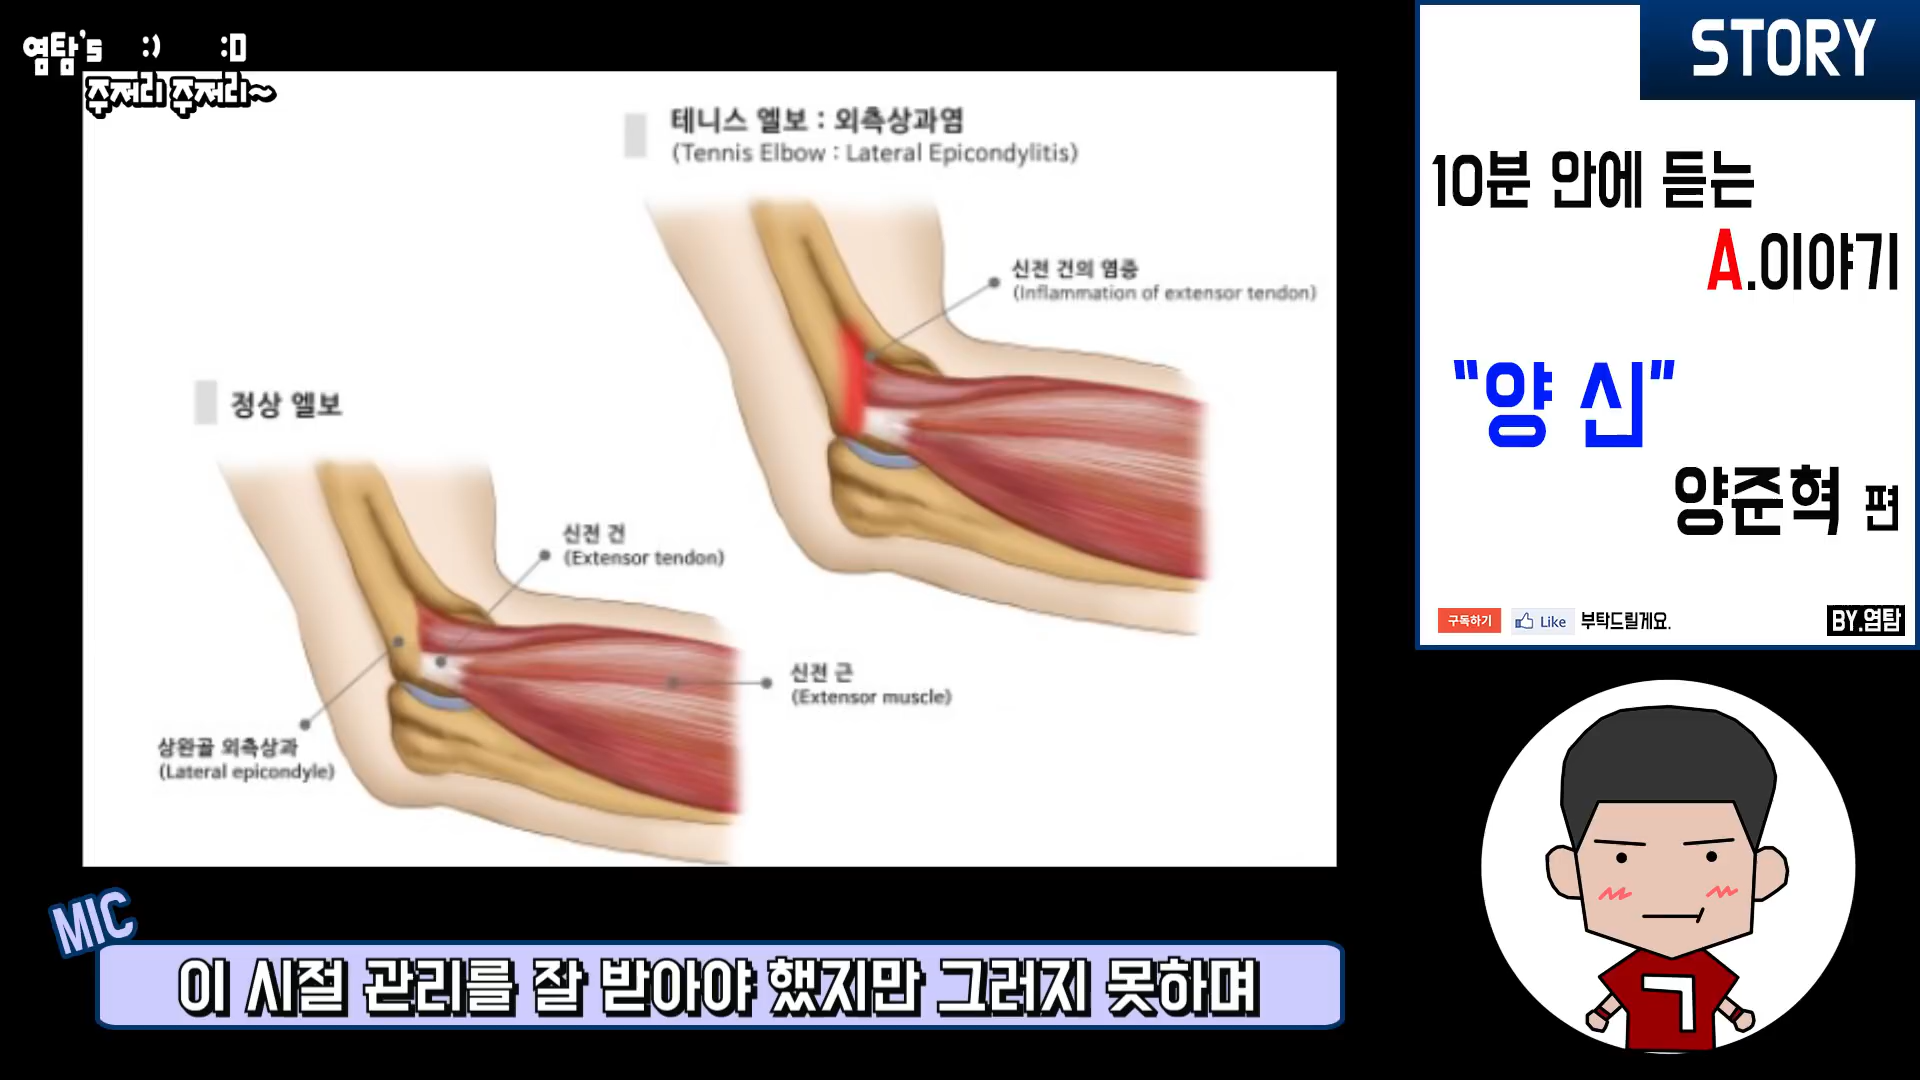 염탐's :) :D
주저리 주저리~
테니스 엘보 : 외측상과염
(Tennis Elbow : Lateral Epicondylitis)
신전 건의 염증
(Inflammation of extensor tendon)
정상 엘보
신전 건
(Extensor tendon)
신전 근
(Extensor muscle)
상완골 외측상과
(Lateral epicondyle)
MIC
이 시절 관리를 잘 받아야 했지만 그러지 못하며
STORY
10분 안에 듣는
A.이야기
"양 신"
양준혁 편
구독하기 Like 부탁드릴게요.
BY.염탐
ㄱ